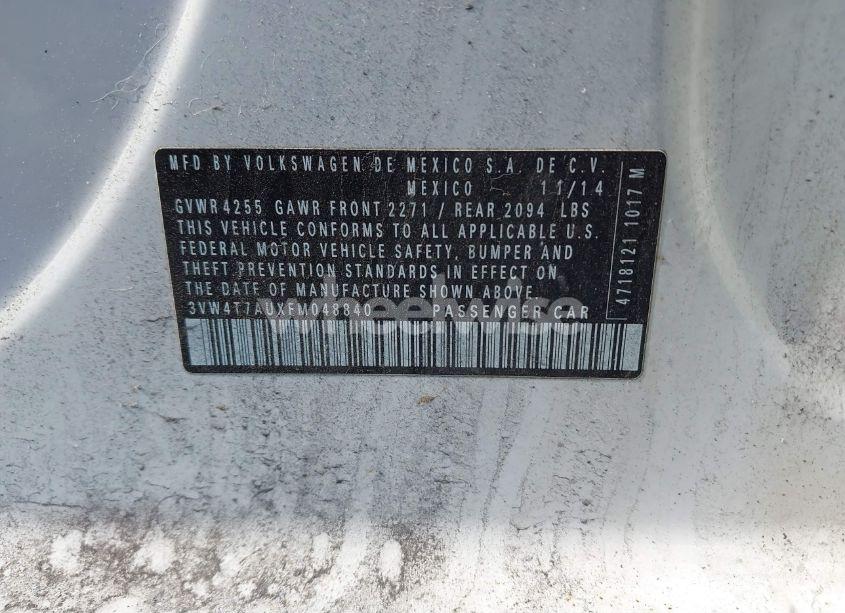 MFD BY VOLKSWAGEN DE MEXICO S.A. DE C.V.
MEXICO 11/14
GVWR 4255 GAWR FRONT 2271 / REAR 2094 LBS
THIS VEHICLE CONFORMS TO ALL APPLICABLE U.S.
FEDERAL MOTOR VEHICLE SAFETY, BUMPER AND
THEFT PREVENTION STANDARDS IN EFFECT ON
THE DATE OF MANUFACTURE SHOWN ABOVE.
3VW4T7AUXFM048840 PASSENGER CAR
4718121 1017 M
wheelwise